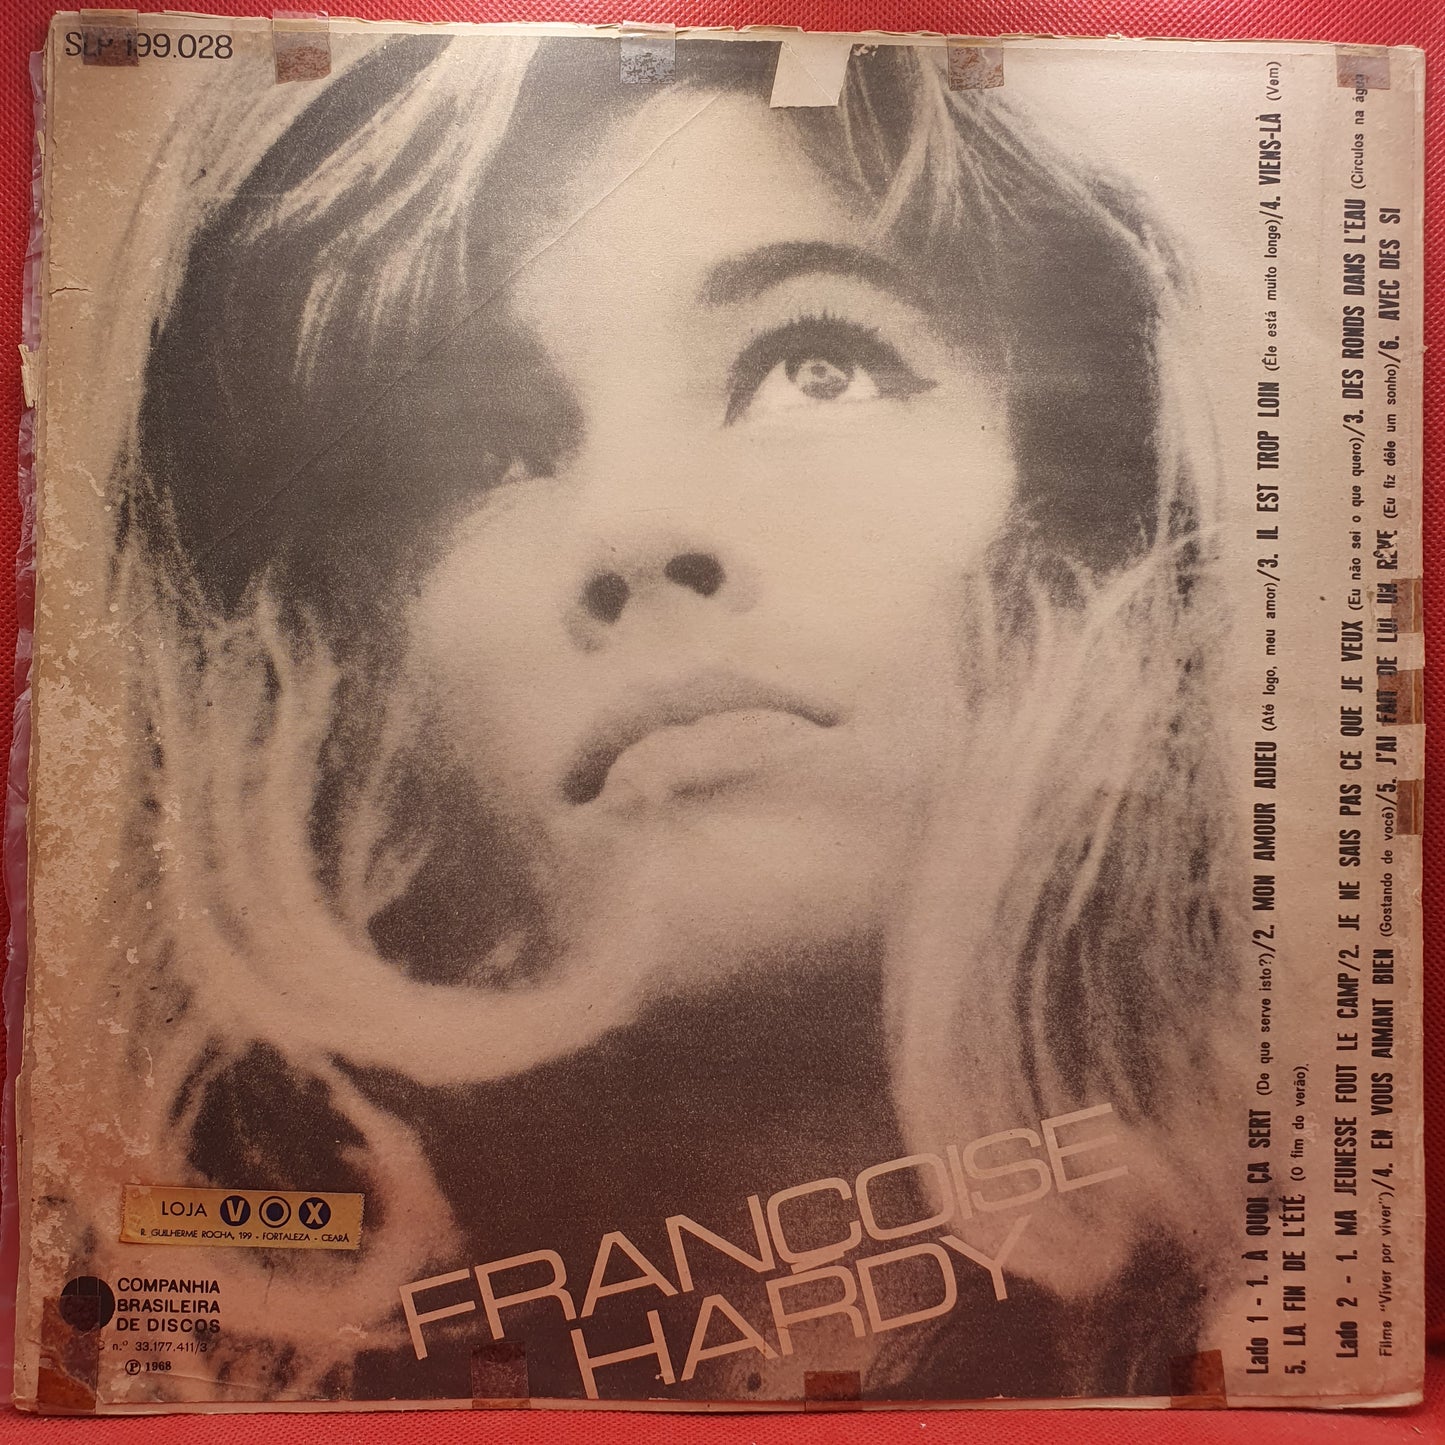 SLP. 199.028
Lado 1 - 1. À QUOI ÇA SERT (De que serve isto?)/2. MON AMOUR ADIEU (Até logo, meu amor)/3. IL EST TROP LOIN (Êle está muito longe)/4. VIENS-LÀ (Vem)
5. LA FIN DE L'ÉTÉ (O fim do verão).
Lado 2 - 1. MA JEUNESSE FOUT LE CAMP/2. JE NE SAIS PAS CE QUE JE VEUX (Eu não sei o que quero)/3. DES RONDS DANS L'EAU (Círculos na água
Filme "Viver por viver")/4. EN VOUS AIMANT BIEN (Gostando de você)/5. J'AI FAIT DE LUI UN RÊVE (Eu fiz dêle um sonho)/6. AVEC DES SI
FRANÇOISE
HARDY
LOJA VOX
R. GUILHERME ROCHA, 199 - FORTALEZA - CEARÁ
COMPANHIA
BRASILEIRA
DE DISCOS
n.º 33.177.411/3
Ⓟ 1968